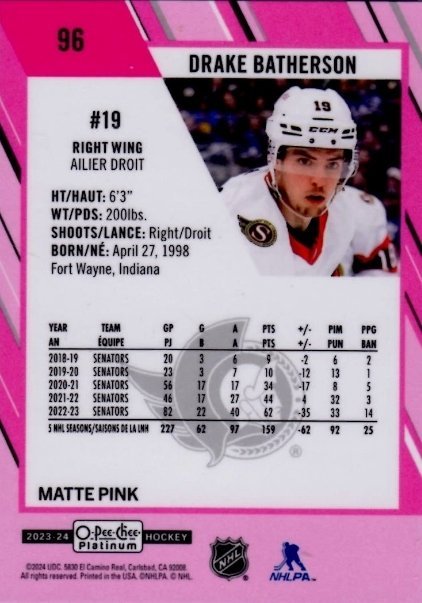 96
DRAKE BATHERSON
19
CCM
#19
RIGHT WING
AILIER DROIT
HT/HAUT: 6'3"
WT/PDS: 200lbs.
SHOOTS/LANCE: Right/Droit
BORN/NÉ: April 27, 1998
Fort Wayne, Indiana
YEAR TEAM GP G A PTS +/- PIM PPG
AN ÉQUIPE PJ B A PTS +/- PUN BAN
2018-19 SENATORS 20 3 6 9 -2 6 2
2019-20 SENATORS 23 3 7 10 -12 13 1
2020-21 SENATORS 56 17 17 34 -17 8 5
2021-22 SENATORS 46 17 27 44 4 32 3
2022-23 SENATORS 82 22 40 62 -35 33 14
5 NHL SEASONS/SAISONS DE LA LNH 227 62 97 159 -62 92 25
®
MATTE PINK
2023-24 O-Pee-Chee Platinum HOCKEY
©2024 UDC. 5830 El Camino Real, Carlsbad, CA 92008.
All rights reserved. Printed in the USA. ©NHLPA. © NHL.
NHL
NHLPA